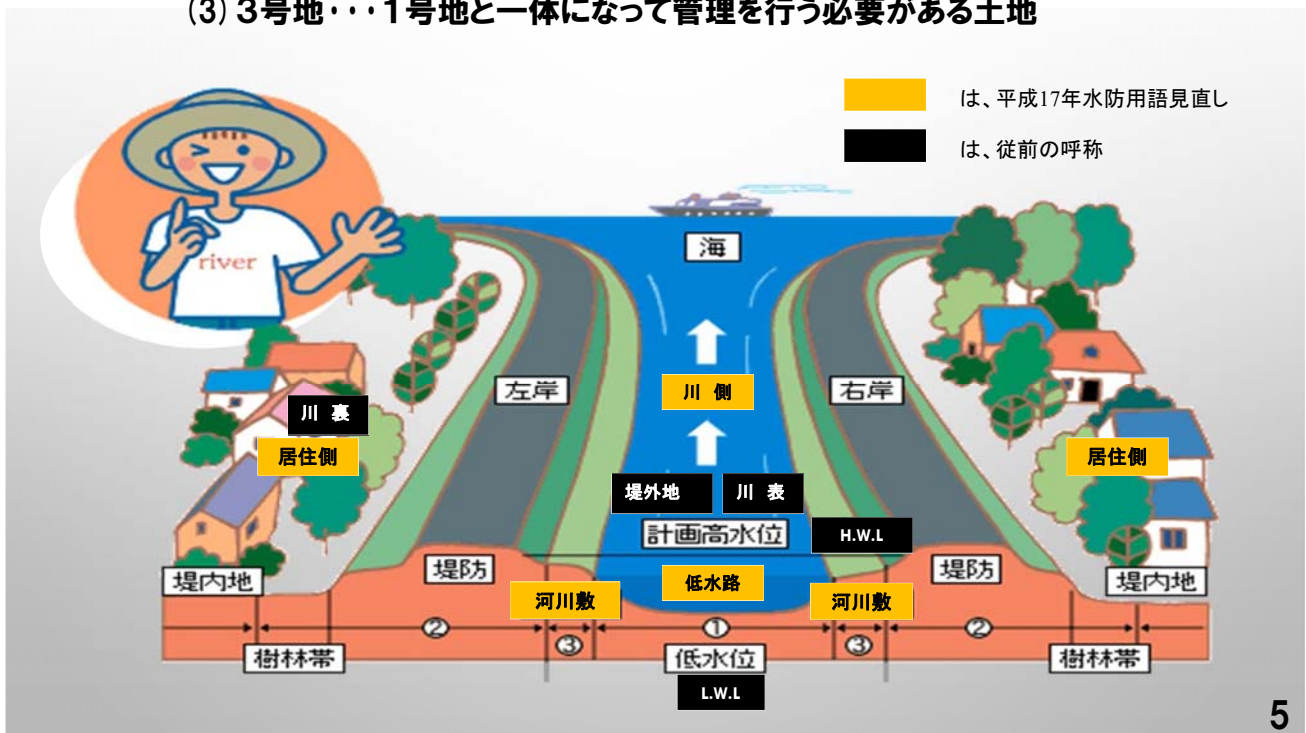 (3)3号地・・・1号地と一体になって管理を行う必要がある土地
は、平成17年水防用語見直し
は、従前の呼称
river
海
左岸
川 側
右岸
川 裏
居住側
居住側
堤外地
川 表
計画高水位
H.W.L
堤防
低水路
堤防
堤内地
河川敷
河川敷
堤内地
②
③
①
③
②
樹林帯
低水位
樹林帯
L.W.L
5